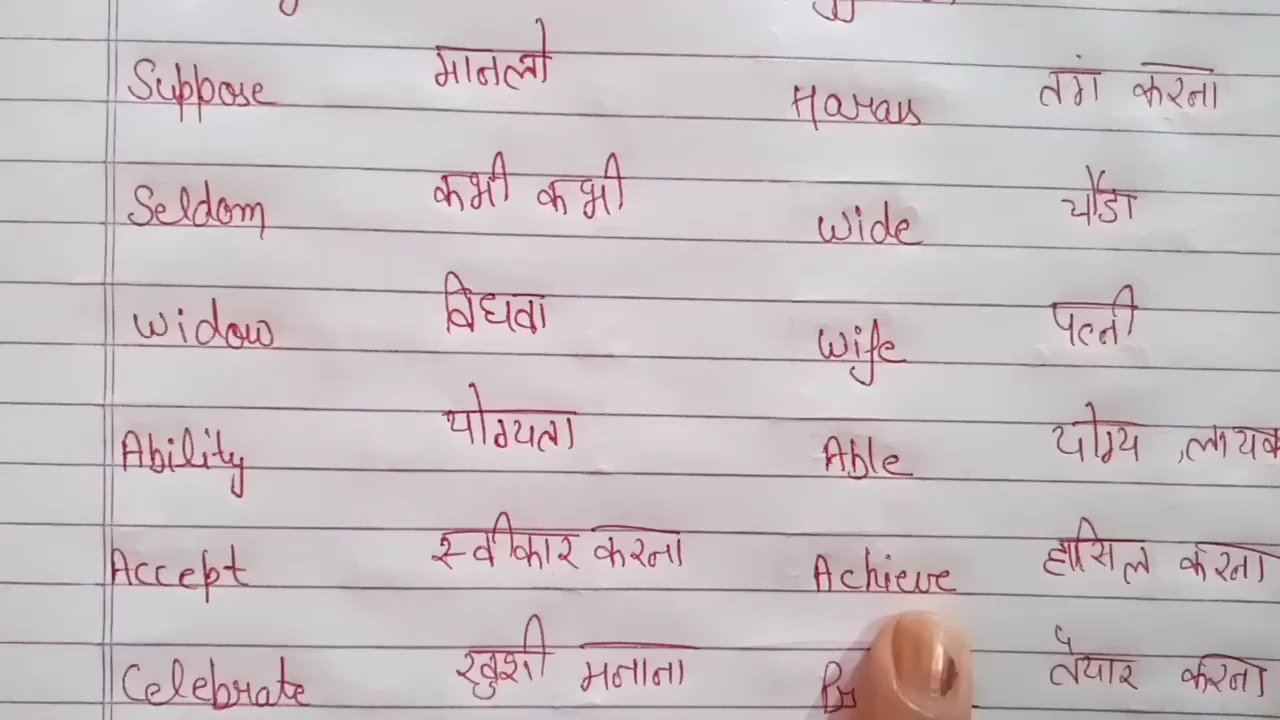 Suppose मानलो Harass तंग करना
Seldom कभी कभी Wide चौडा
Widow विधवा Wife पत्नी
Ability योग्यता Able योग्य ,लायक
Accept स्वीकार करना Achieve हासिल करना
Celebrate खुशी मनाना तैयार करना